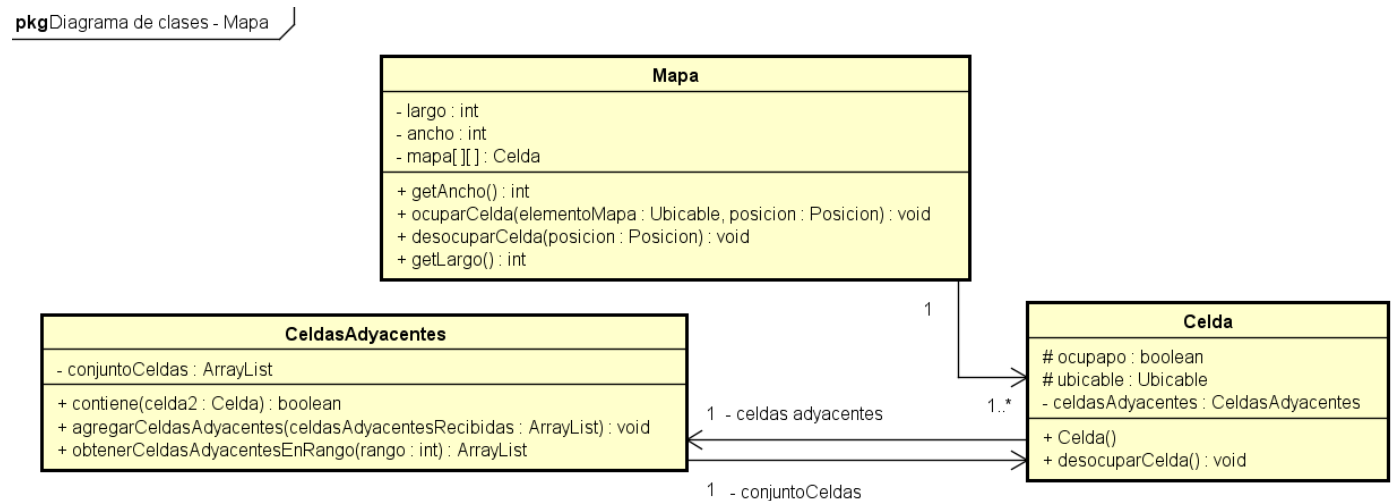 pkg Diagrama de clases - Mapa
Mapa
- largo : int
- ancho : int
- mapa[ ][ ] : Celda
+ getAncho() : int
+ ocuparCelda(elementoMapa : Ubicable, posicion : Posicion) : void
+ desocuparCelda(posicion : Posicion) : void
+ getLargo() : int
1
1..*
CeldasAdyacentes
- conjuntoCeldas : ArrayList
+ contiene(celda2 : Celda) : boolean
+ agregarCeldasAdyacentes(celdasAdyacentesRecibidas : ArrayList) : void
+ obtenerCeldasAdyacentesEnRango(rango : int) : ArrayList
Celda
# ocupapo : boolean
# ubicable : Ubicable
- celdasAdyacentes : CeldasAdyacentes
+ Celda()
+ desocuparCelda() : void
1 - celdas adyacentes
1 - conjuntoCeldas